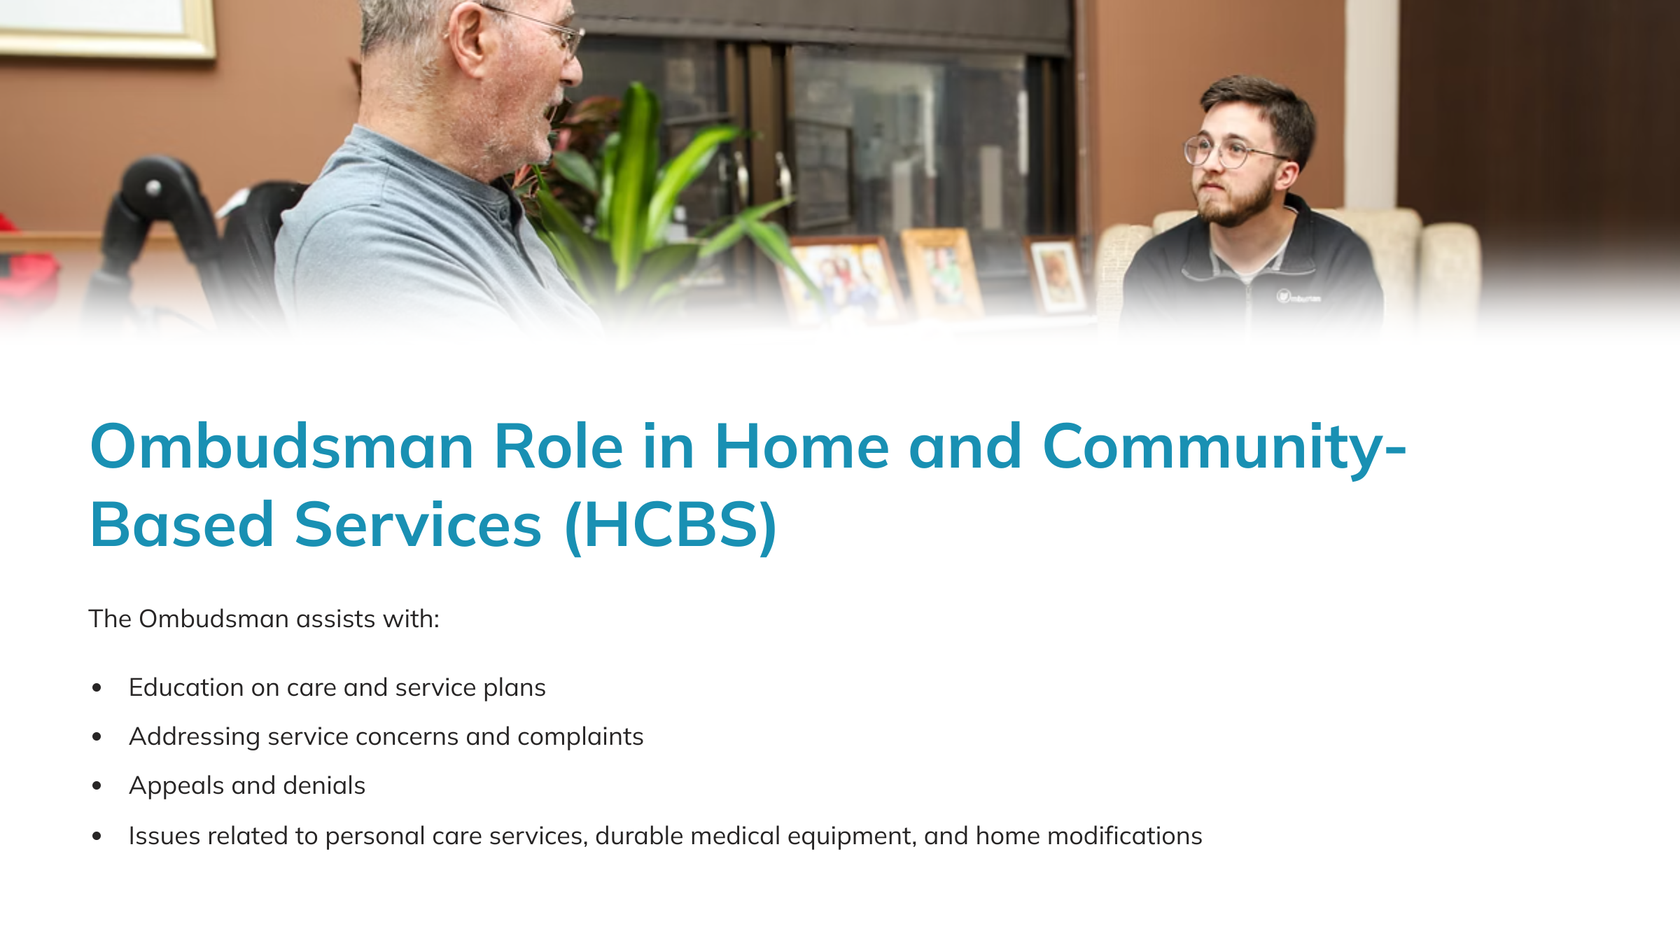 Ombudsman Role in Home and Community-
Based Services (HCBS)
The Ombudsman assists with:
• Education on care and service plans
• Addressing service concerns and complaints
• Appeals and denials
• Issues related to personal care services, durable medical equipment, and home modifications